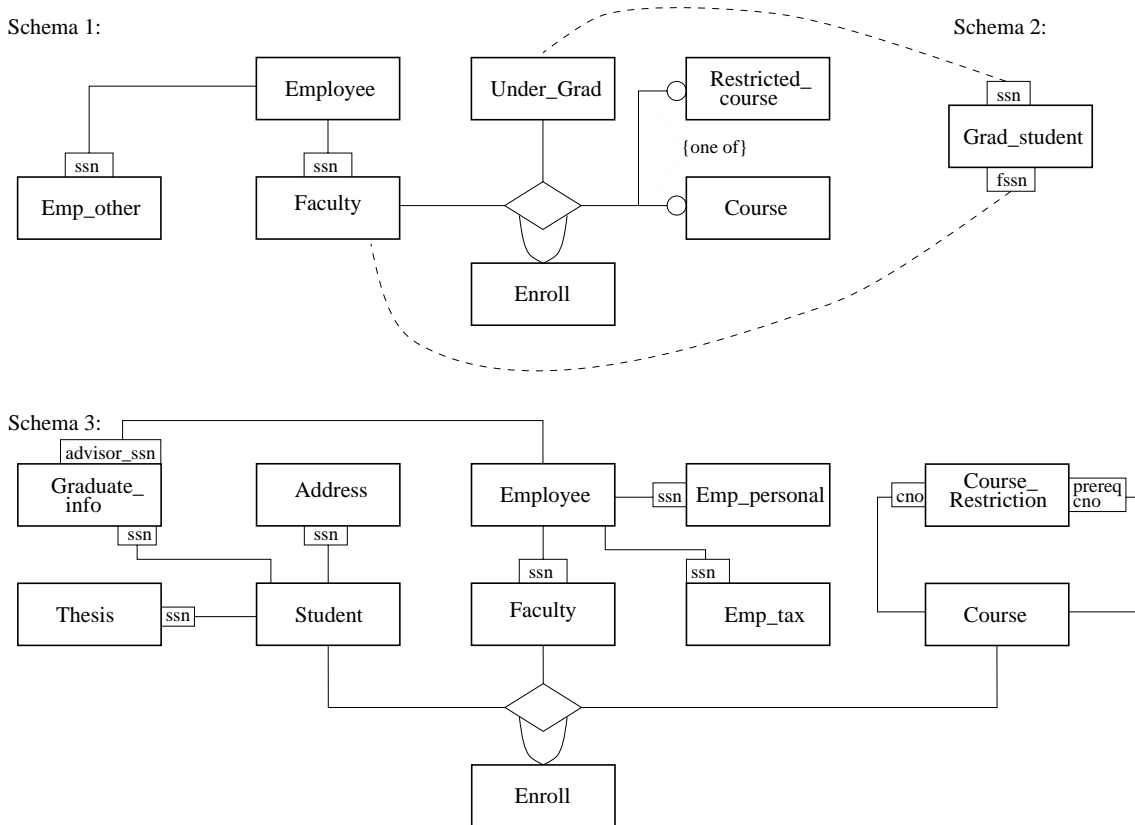 Schema 1:
Schema 2:
Employee
Under_Grad
Restricted_
course
ssn
Grad_student
fssn
{one of}
ssn
Emp_other
ssn
Faculty
Course
Enroll
Schema 3:
advisor_ssn
Graduate_
info
ssn
Address
ssn
Employee
ssn
Emp_personal
cno
Course_
Restriction
prereq
cno
Thesis
ssn
Student
ssn
Faculty
ssn
Emp_tax
Course
Enroll